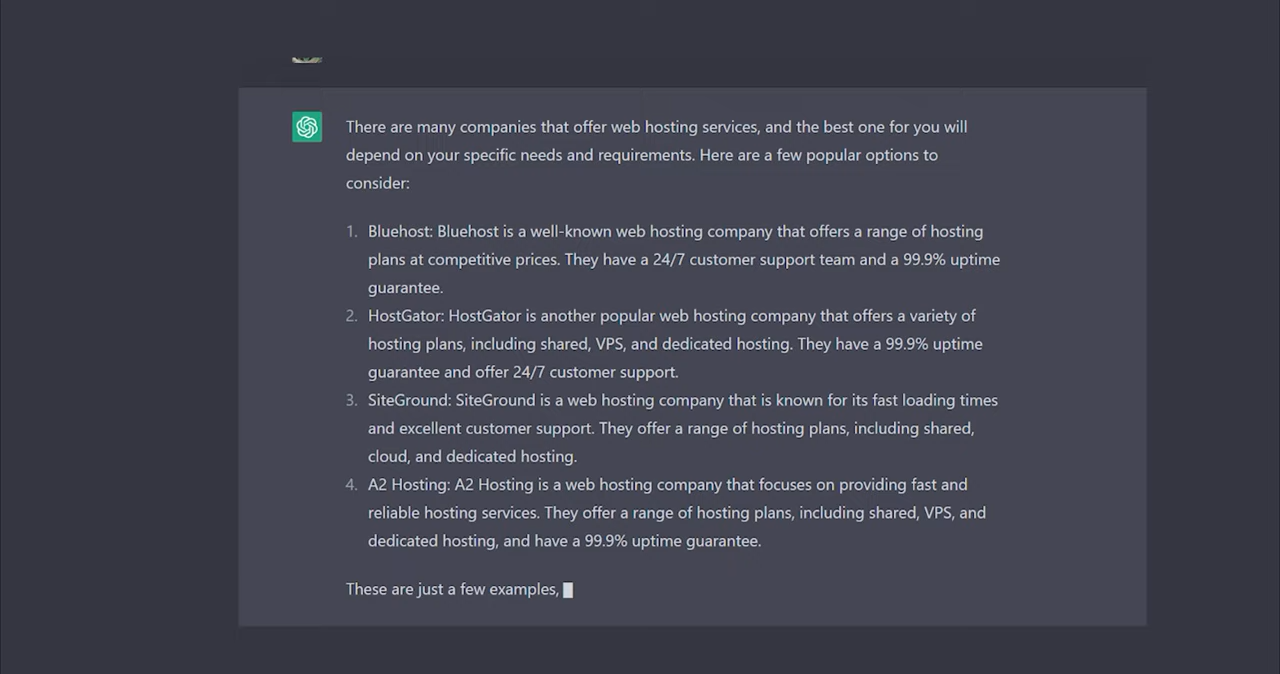 There are many companies that offer web hosting services, and the best one for you will
depend on your specific needs and requirements. Here are a few popular options to
consider:
1. Bluehost: Bluehost is a well-known web hosting company that offers a range of hosting
plans at competitive prices. They have a 24/7 customer support team and a 99.9% uptime
guarantee.
2. HostGator: HostGator is another popular web hosting company that offers a variety of
hosting plans, including shared, VPS, and dedicated hosting. They have a 99.9% uptime
guarantee and offer 24/7 customer support.
3. SiteGround: SiteGround is a web hosting company that is known for its fast loading times
and excellent customer support. They offer a range of hosting plans, including shared,
cloud, and dedicated hosting.
4. A2 Hosting: A2 Hosting is a web hosting company that focuses on providing fast and
reliable hosting services. They offer a range of hosting plans, including shared, VPS, and
dedicated hosting, and have a 99.9% uptime guarantee.
These are just a few examples,